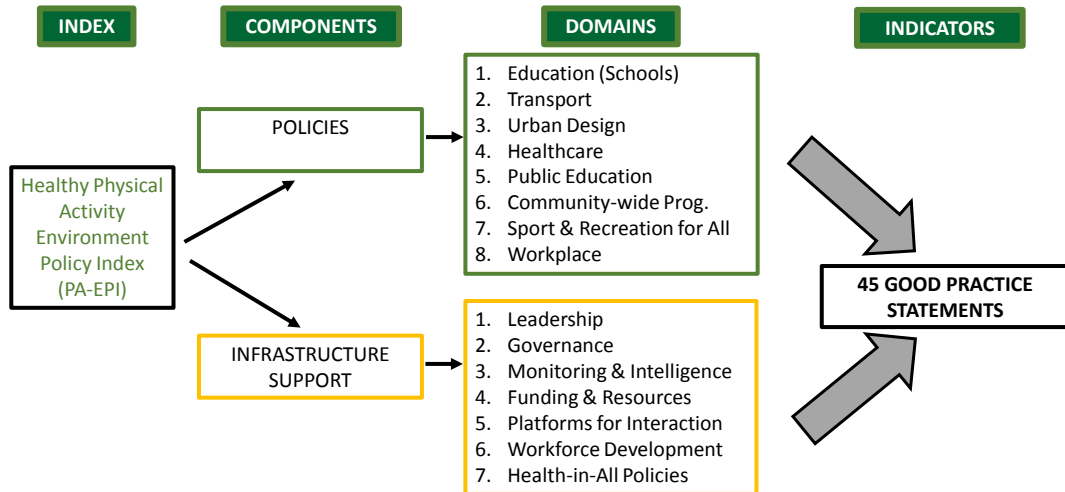 INDEX
COMPONENTS
DOMAINS
INDICATORS
Healthy Physical
Activity
Environment
Policy Index
(PA-EPI)
POLICIES
1. Education (Schools)
2. Transport
3. Urban Design
4. Healthcare
5. Public Education
6. Community-wide Prog.
7. Sport & Recreation for All
8. Workplace
INFRASTRUCTURE
SUPPORT
1. Leadership
2. Governance
3. Monitoring & Intelligence
4. Funding & Resources
5. Platforms for Interaction
6. Workforce Development
7. Health-in-All Policies
45 GOOD PRACTICE
STATEMENTS